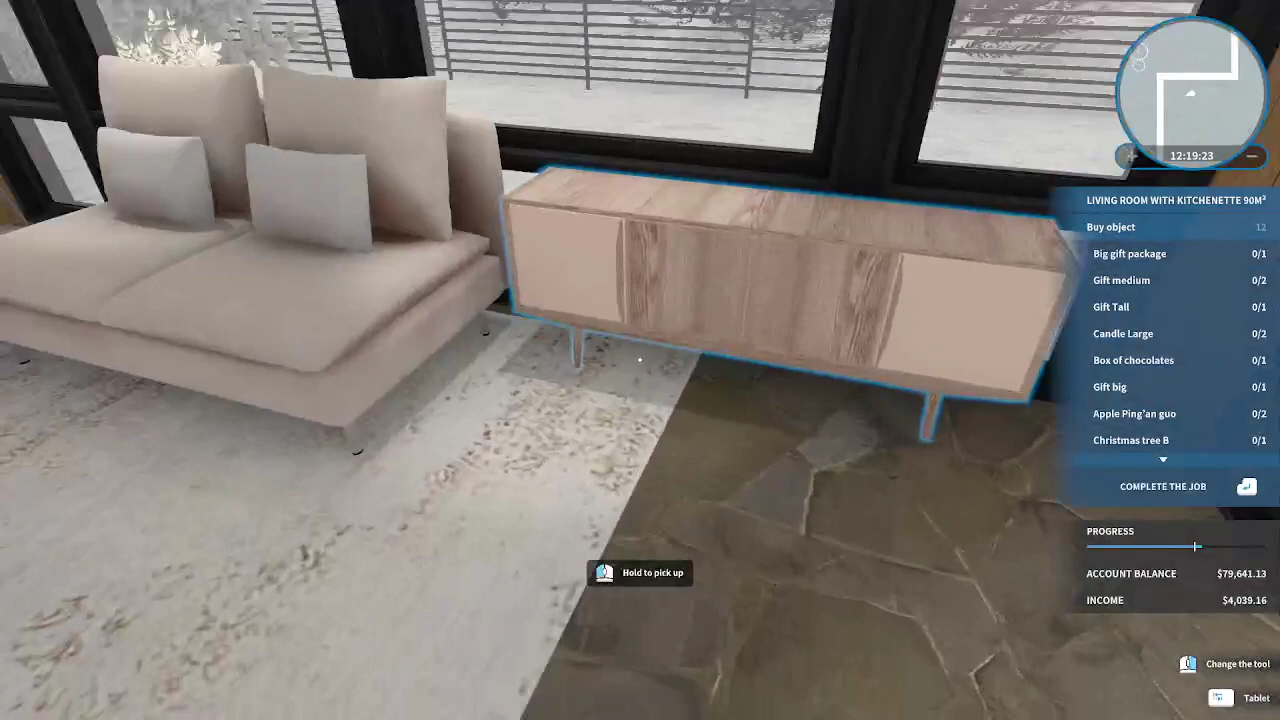 12:19:23
LIVING ROOM WITH KITCHENETTE 90M²
Buy object 12
Big gift package 0/1
Gift medium 0/2
Gift Tall 0/1
Candle Large 0/2
Box of chocolates 0/1
Gift big 0/1
Apple Ping'an guo 0/2
Christmas tree B 0/1
COMPLETE THE JOB
PROGRESS
Hold to pick up
ACCOUNT BALANCE $79,641.13
INCOME $4,039.16
Change the tool
Tablet